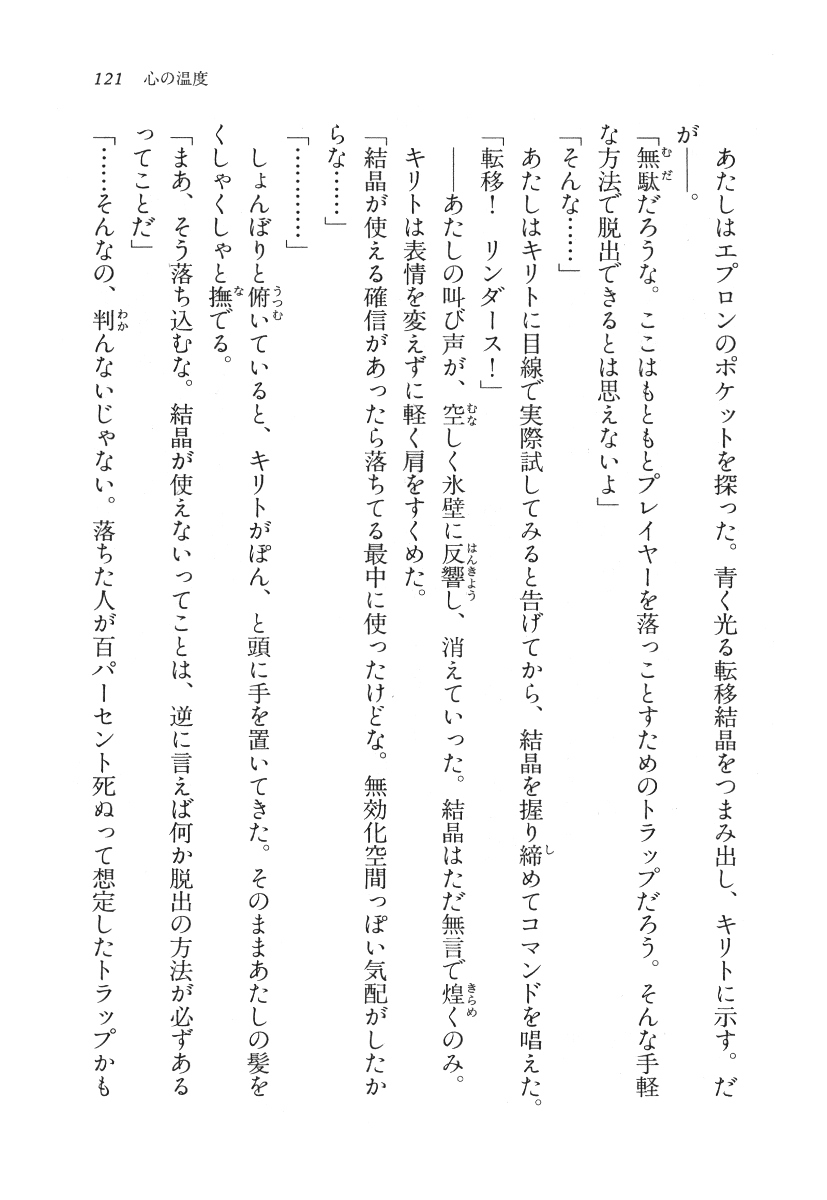 121 心の温度
　あたしはエプロンのポケットを探った。青く光る転移結晶をつまみ出し、キリトに示す。だ
が――。
「無駄だろうな。ここはもともとプレイヤーを落っことすためのトラップだろう。そんな手軽
な方法で脱出できるとは思えないよ」
「そんな……」
　あたしはキリトに目線で実際試してみると告げてから、結晶を握り締めてコマンドを唱えた。
「転移！　リンダース！」
　――あたしの叫び声が、空しく氷壁に反響し、消えていった。結晶はただ無言で煌くのみ。
　キリトは表情を変えずに軽く肩をすくめた。
「結晶が使える確信があったら落ちてる最中に使ったけどな。無効化空間っぽい気配がしたか
らな……」
「…………」
　しょんぼりと俯いていると、キリトがぽん、と頭に手を置いてきた。そのままあたしの髪を
くしゃくしゃと撫でる。
「まあ、そう落ち込むな。結晶が使えないってことは、逆に言えば何か脱出の方法が必ずある
ってことだ」
「……そんなの、判んないじゃない。落ちた人が百パーセント死ぬって想定したトラップかも